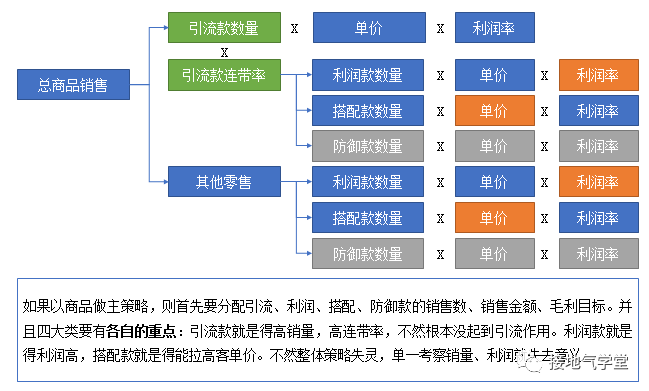 引流款数量 X 单价 X 利润率
X
总商品销售
引流款连带率 利润款数量 X 单价 X 利润率
搭配款数量 X 单价 X 利润率
防御款数量 X 单价 X 利润率
其他零售 利润款数量 X 单价 X 利润率
搭配款数量 X 单价 X 利润率
防御款数量 X 单价 X 利润率
如果以商品做主策略，则首先要分配引流、利润、搭配、防御款的销售数、销售金额、毛利目标。并
且四大类要有各自的重点：引流款就是得高销量，高连带率，不然根本没起到引流作用。利润款就是
得利润高，搭配款就是得能拉高客单价。不然整体策略失灵，单一考察销量、利润就失去意义
接地气学堂